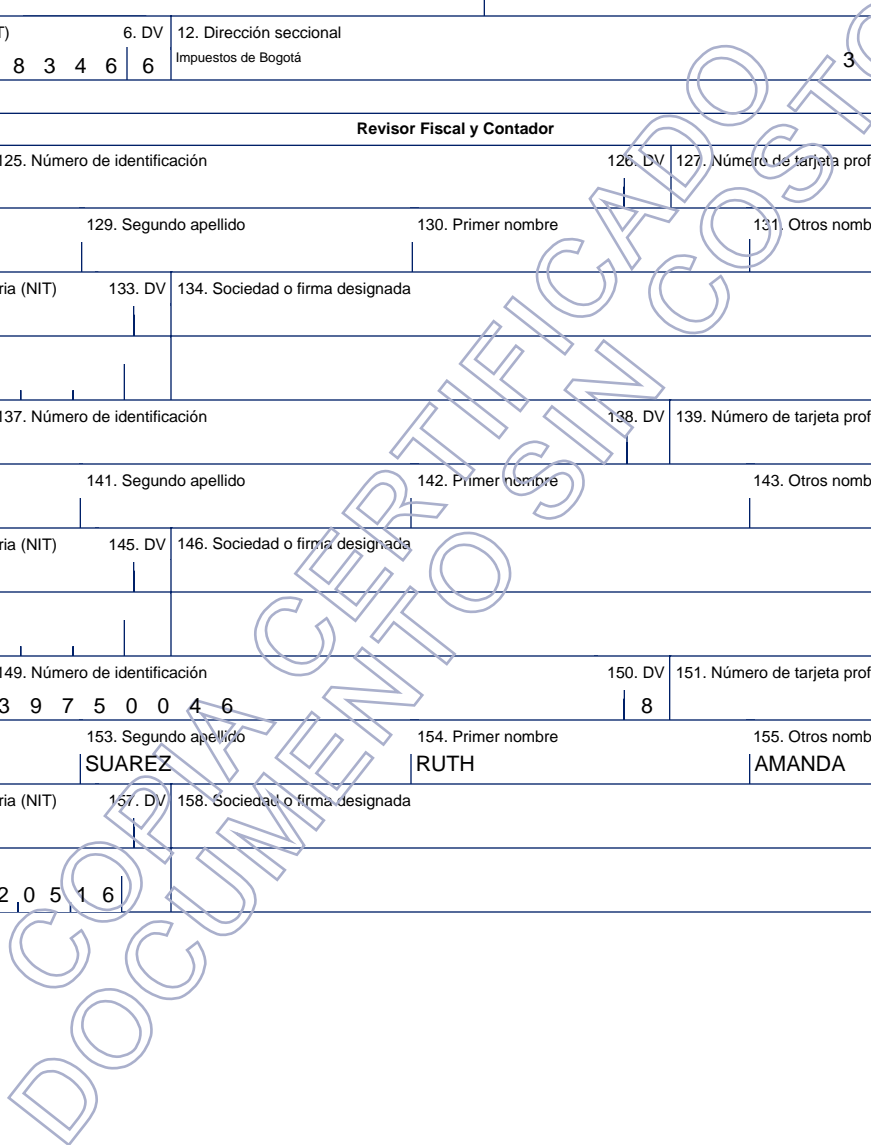 T) 6. DV 12. Dirección seccional
8 3 4 6 6 Impuestos de Bogotá 3
Revisor Fiscal y Contador
125. Número de identificación 126. DV 127. Número de tarjeta prof
129. Segundo apellido 130. Primer nombre 131. Otros nomb
ria (NIT) 133. DV 134. Sociedad o firma designada
137. Número de identificación 138. DV 139. Número de tarjeta prof
141. Segundo apellido 142. Primer nombre 143. Otros nomb
ria (NIT) 145. DV 146. Sociedad o firma designada
149. Número de identificación 150. DV 151. Número de tarjeta prof
3 9 7 5 0 0 4 6 8
153. Segundo apellido 154. Primer nombre 155. Otros nomb
SUAREZ RUTH AMANDA
ria (NIT) 157. DV 158. Sociedad o firma designada
2 0 5 1 6
COPIA CERTIFICADO
DOCUMENTO SIN COSTO